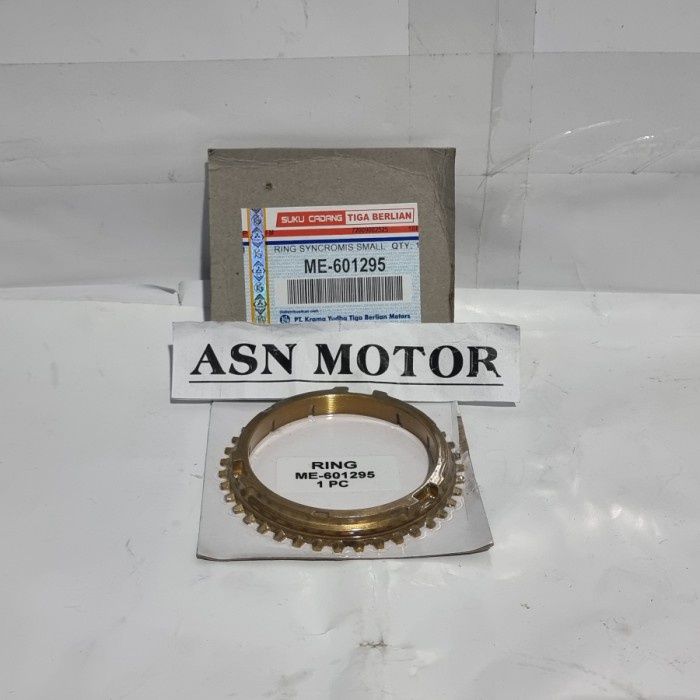 SUKU CADANG TIGA BERLIAN
RING SYNCROMIS SMALL QTY: 1
ME-601295
PT. Krama Yudha Tiga Berlian Motors
ASN MOTOR
RING
ME-601295
1 PC